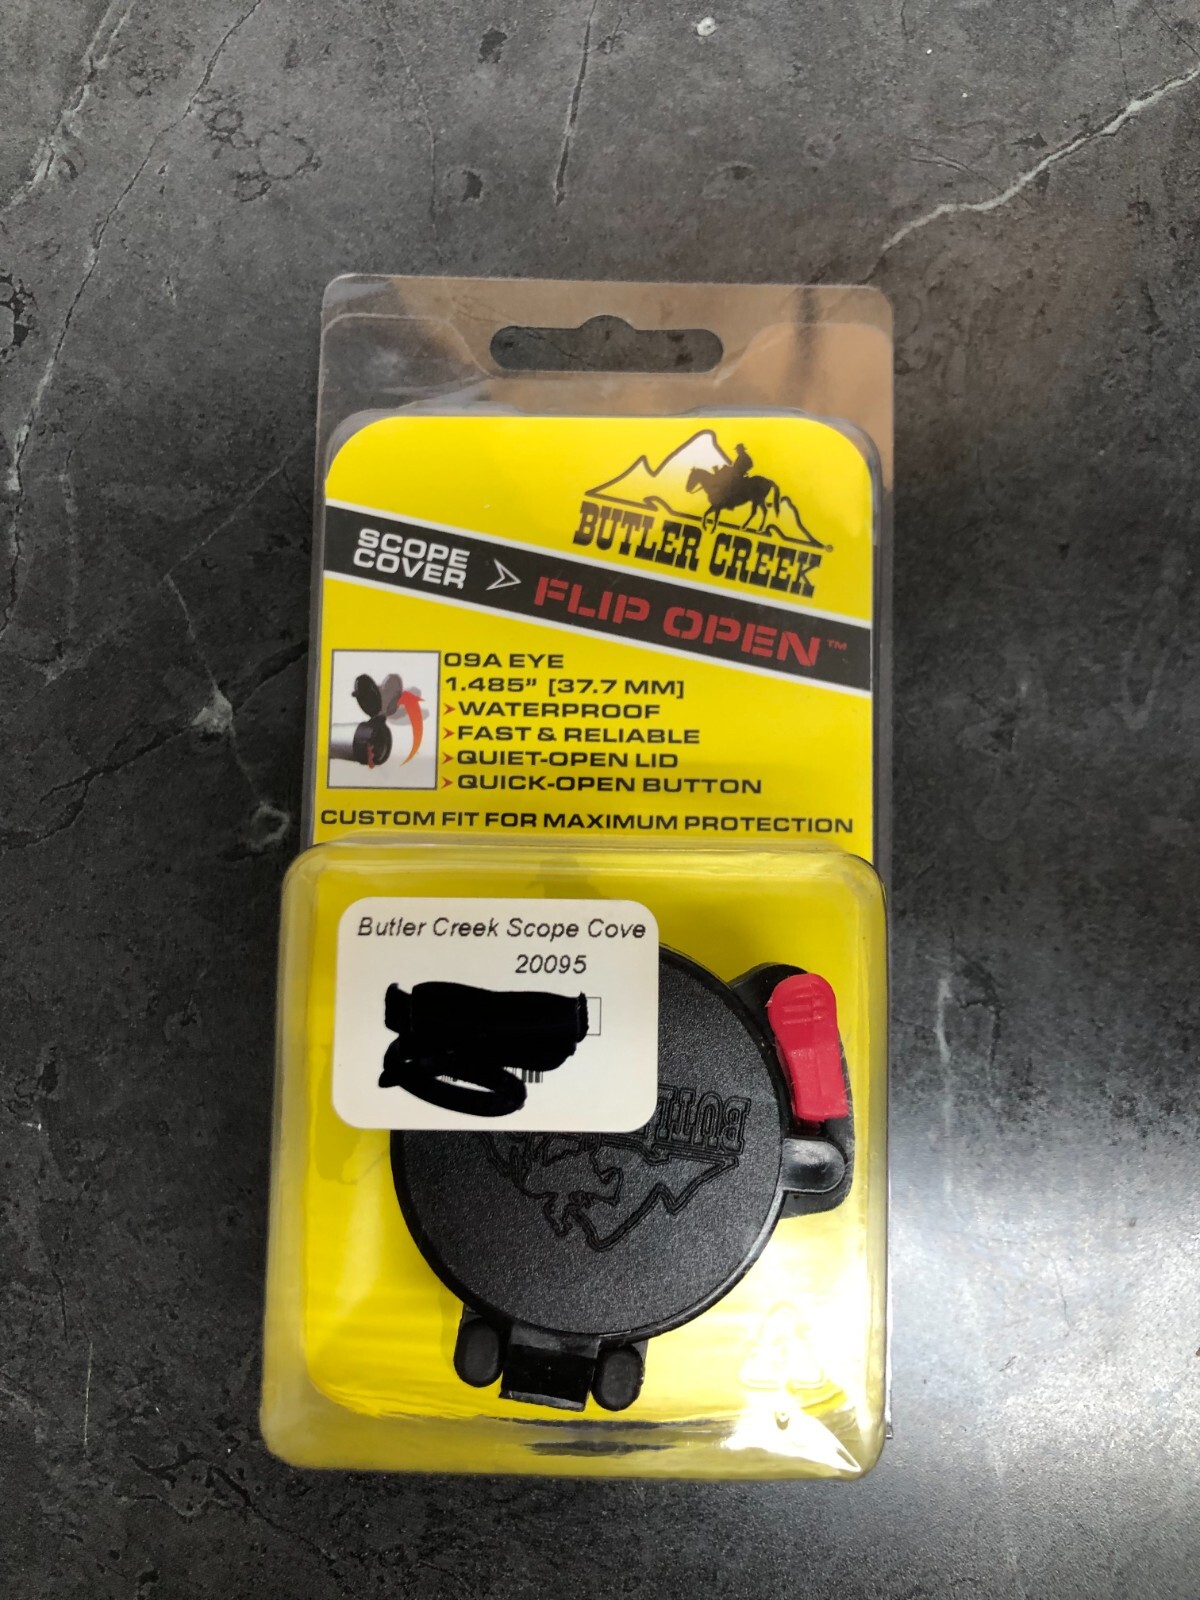 BUTLER CREEK
SCOPE
COVER
FLIP OPEN™
09A EYE
1.485” [37.7 MM]
WATERPROOF
FAST & RELIABLE
QUIET-OPEN LID
QUICK-OPEN BUTTON
CUSTOM FIT FOR MAXIMUM PROTECTION
Butler Creek Scope Cove
20095